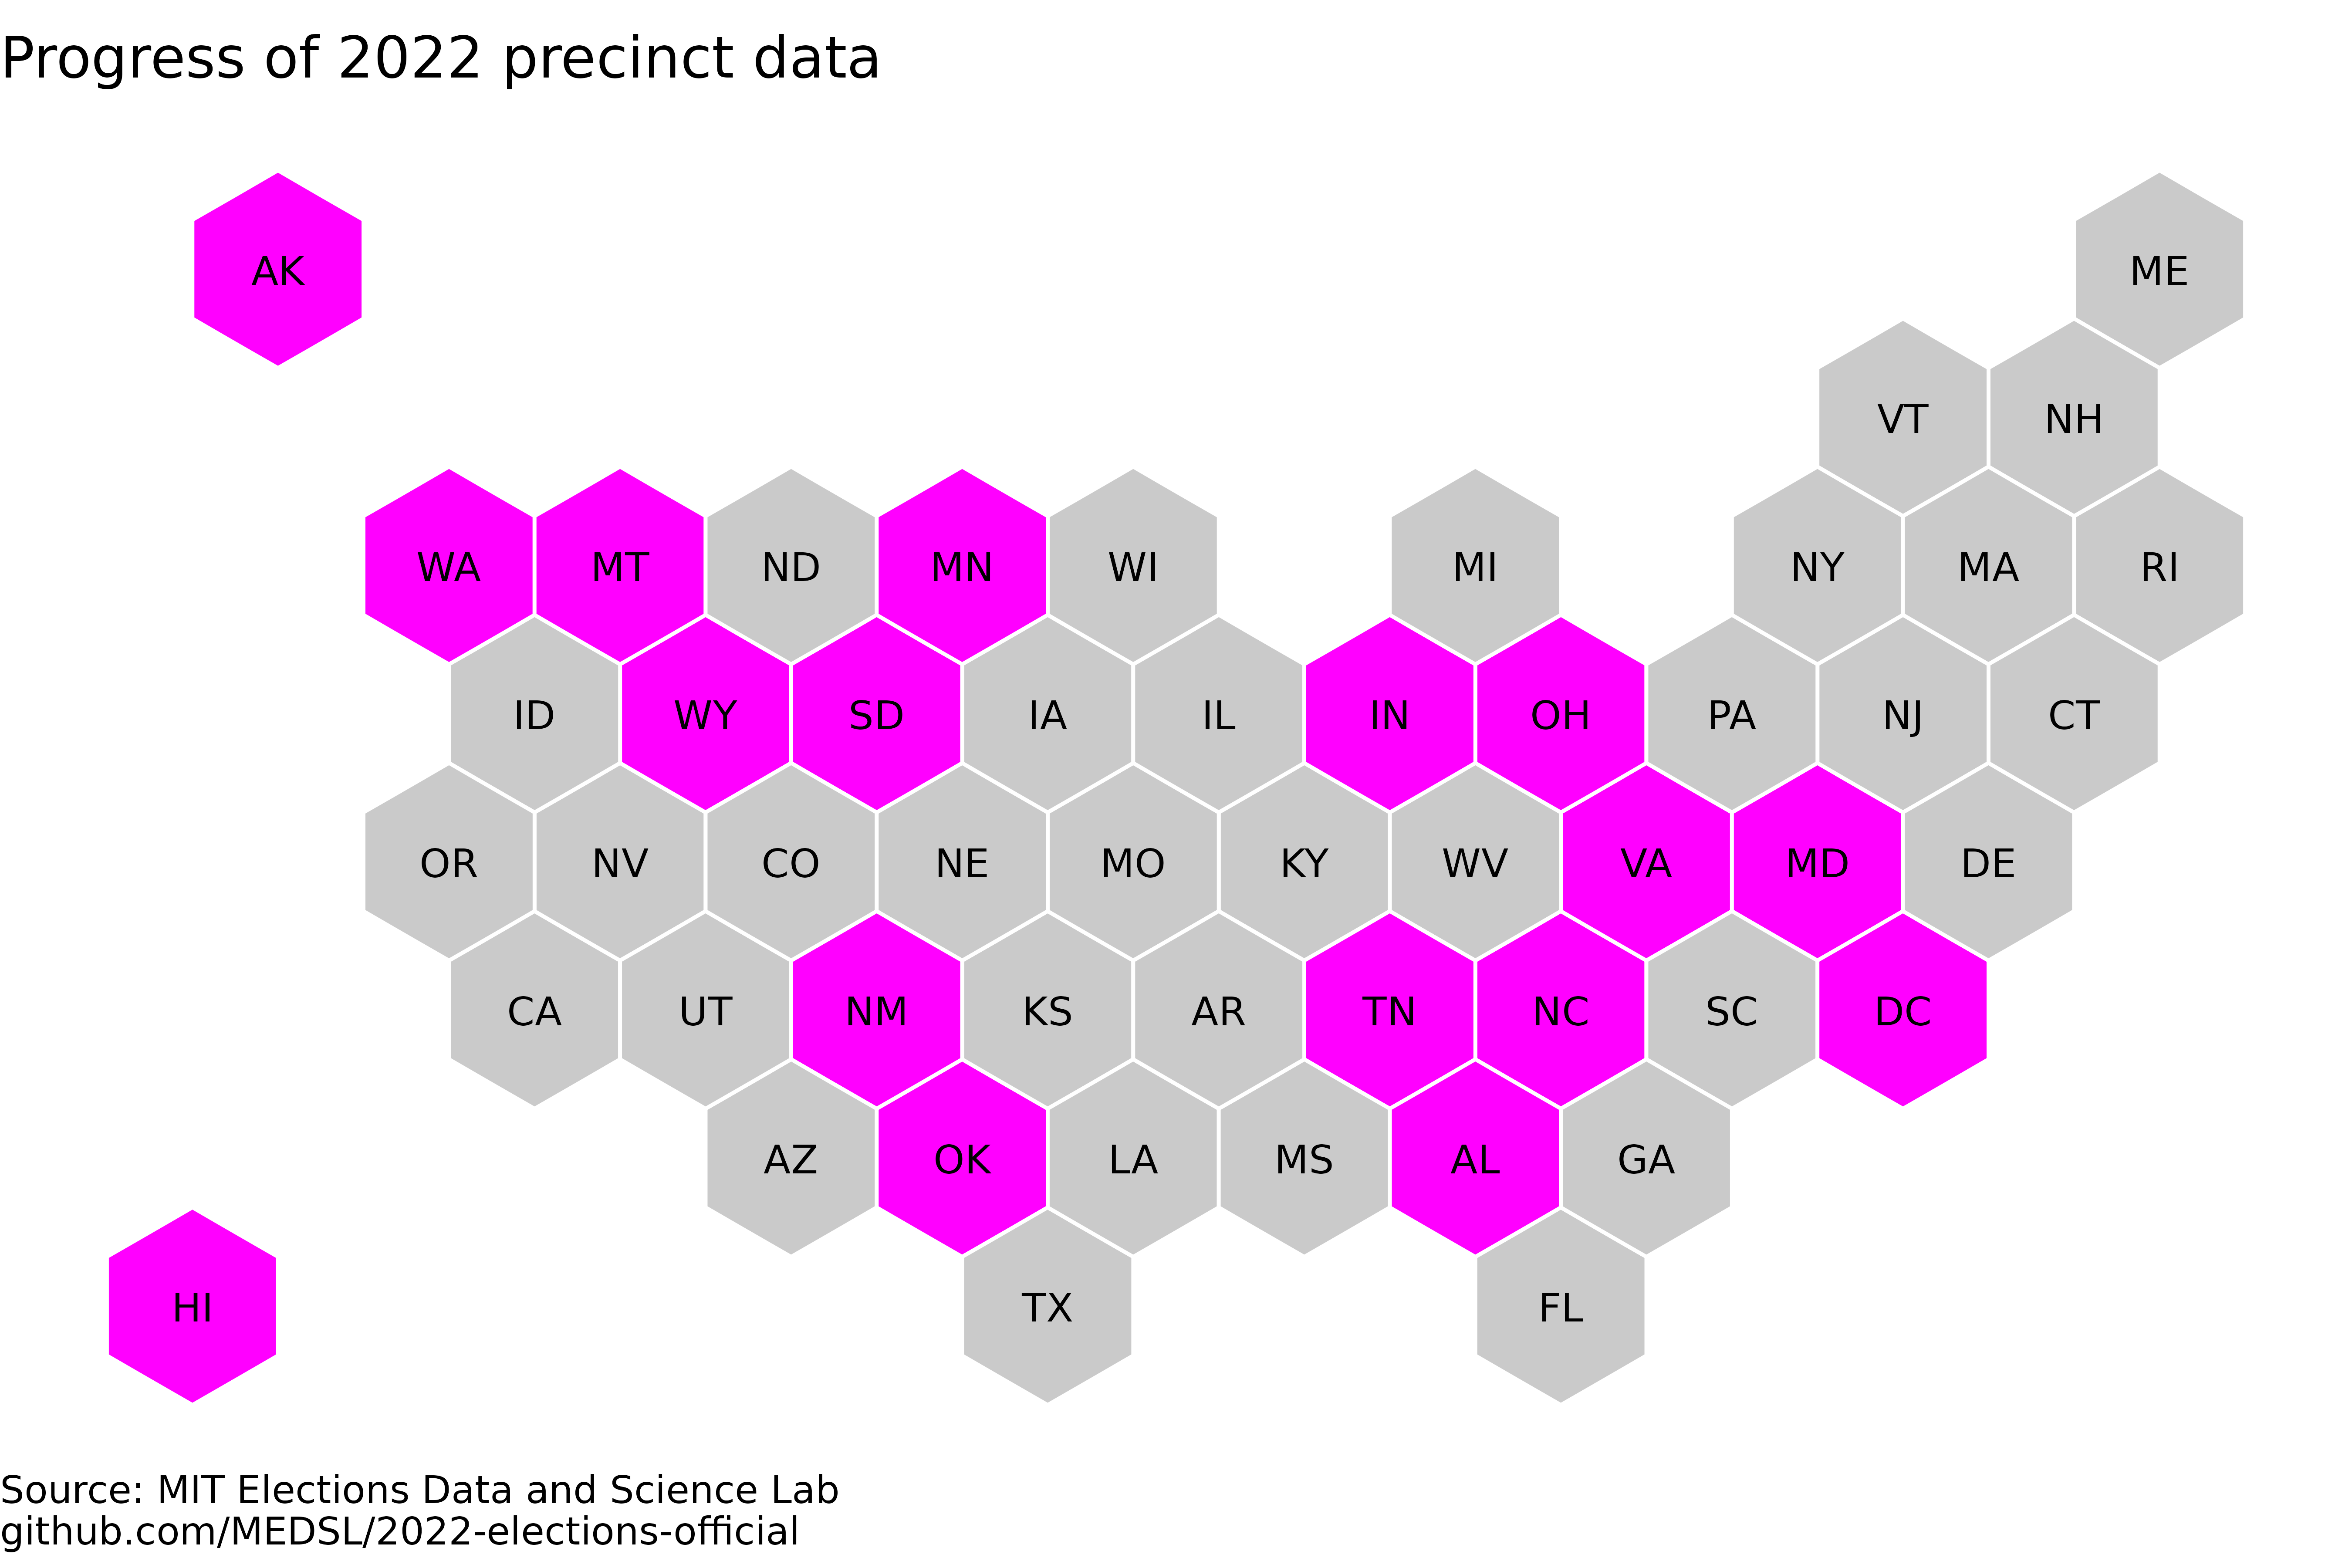 Progress of 2022 precinct data
AK
ME
VT NH
WA MT ND MN WI MI NY MA RI
ID WY SD IA IL IN OH PA NJ CT
OR NV CO NE MO KY WV VA MD DE
CA UT NM KS AR TN NC SC DC
AZ OK LA MS AL GA
HI TX FL
Source: MIT Elections Data and Science Lab
github.com/MEDSL/2022-elections-official